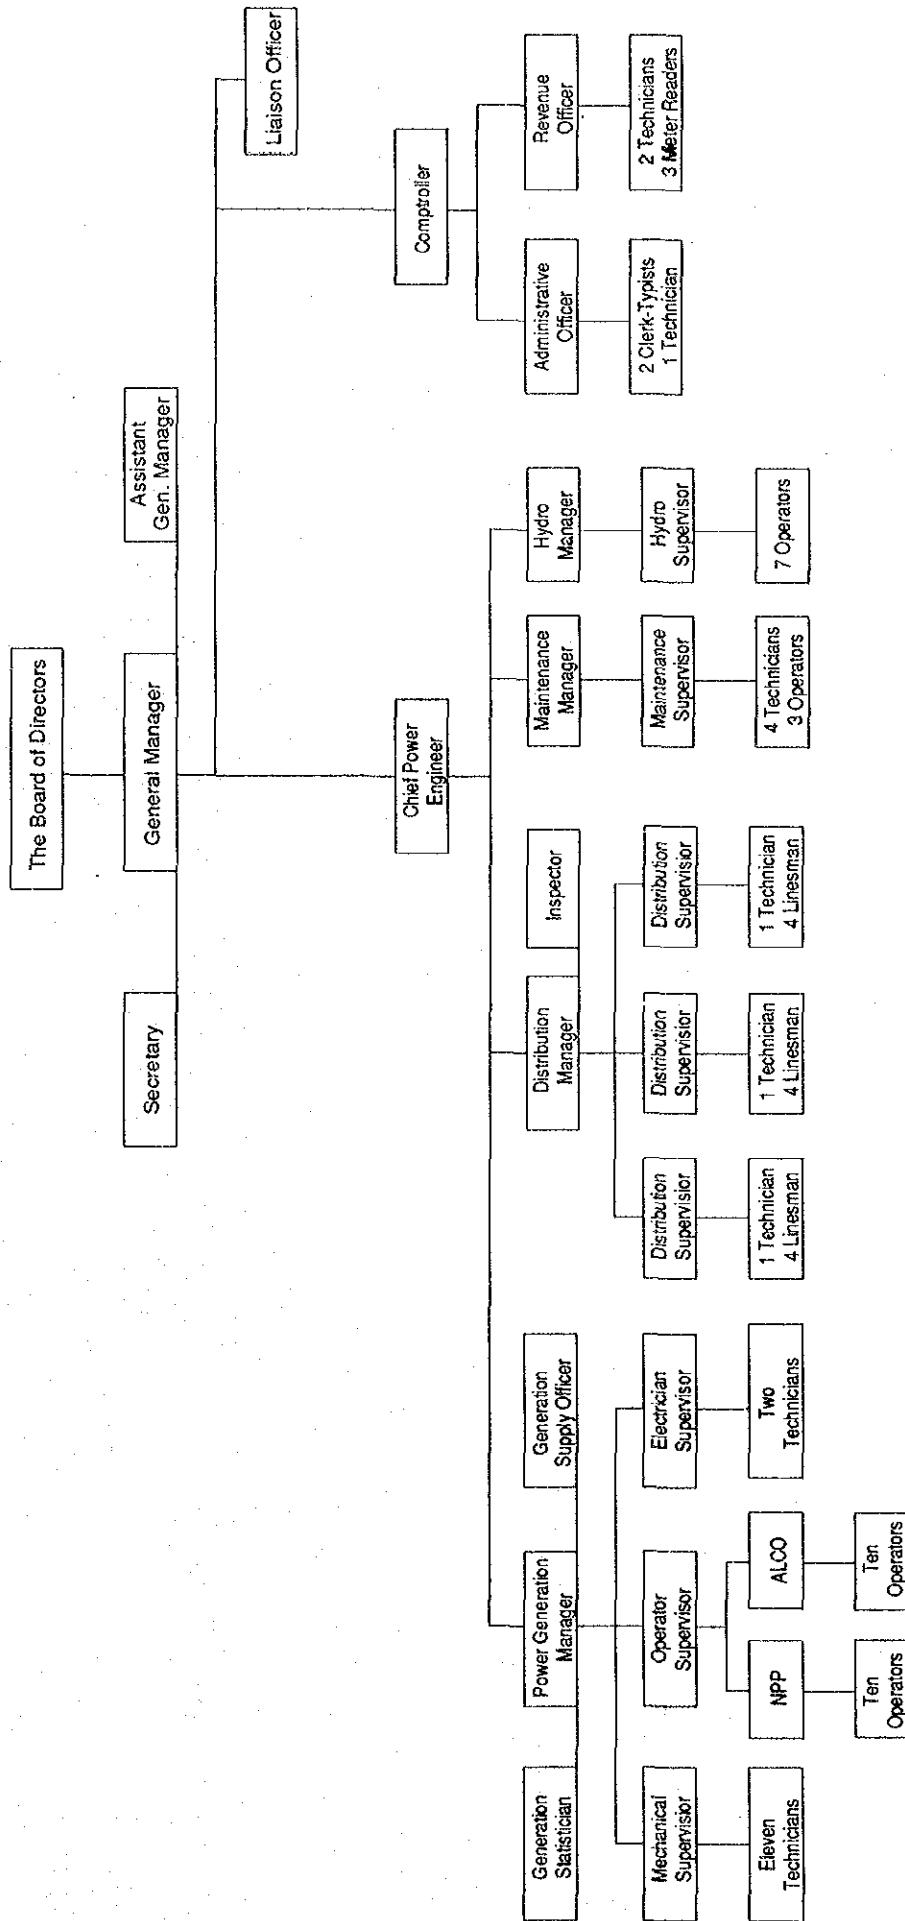 The Board of Directors
Secretary
General Manager
Assistant
Gen. Manager
Liaison Officer
Chief Power
Engineer
Comptroller
Generation
Statistician
Power Generation
Manager
Generation
Supply Officer
Distribution
Manager
Inspector
Maintenance
Manager
Hydro
Manager
Administrative
Officer
Revenue
Officer
Mechanical
Supervisior
Operator
Supervisor
Electrician
Supervisor
Distribution
Supervisior
Distribution
Supervisior
Distribution
Supervisior
Maintenance
Supervisor
Hydro
Supervisor
2 Clerk-Typists
1 Technician
2 Technicians
3 Meter Readers
Eleven
Technicians
NPP
ALCO
Two
Technicians
1 Technician
4 Linesman
1 Technician
4 Linesman
1 Technician
4 Linesman
4 Technicians
3 Operators
7 Operators
Ten
Operators
Ten
Operators